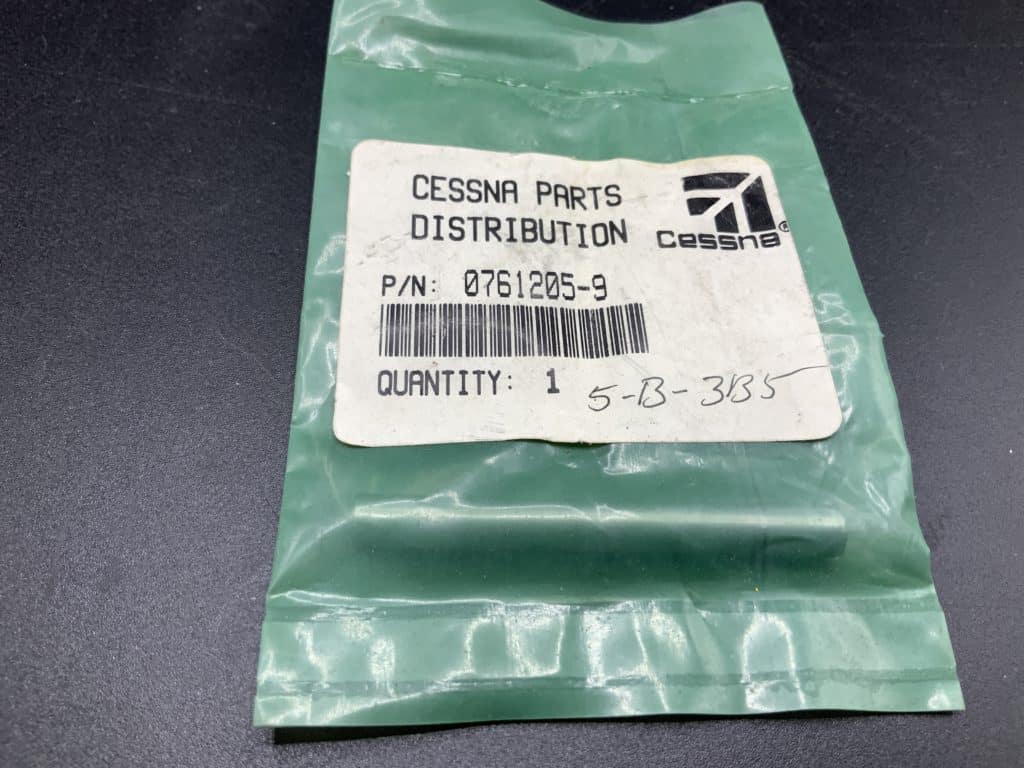 CESSNA PARTS
DISTRIBUTION
Cessna®
P/N: 0761205-9
QUANTITY: 1
5-B-3B5